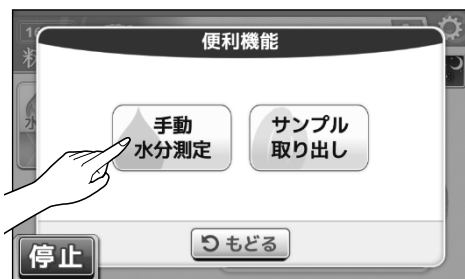 便利機能
手動
水分測定
サンプル
取り出し
もどる
停止